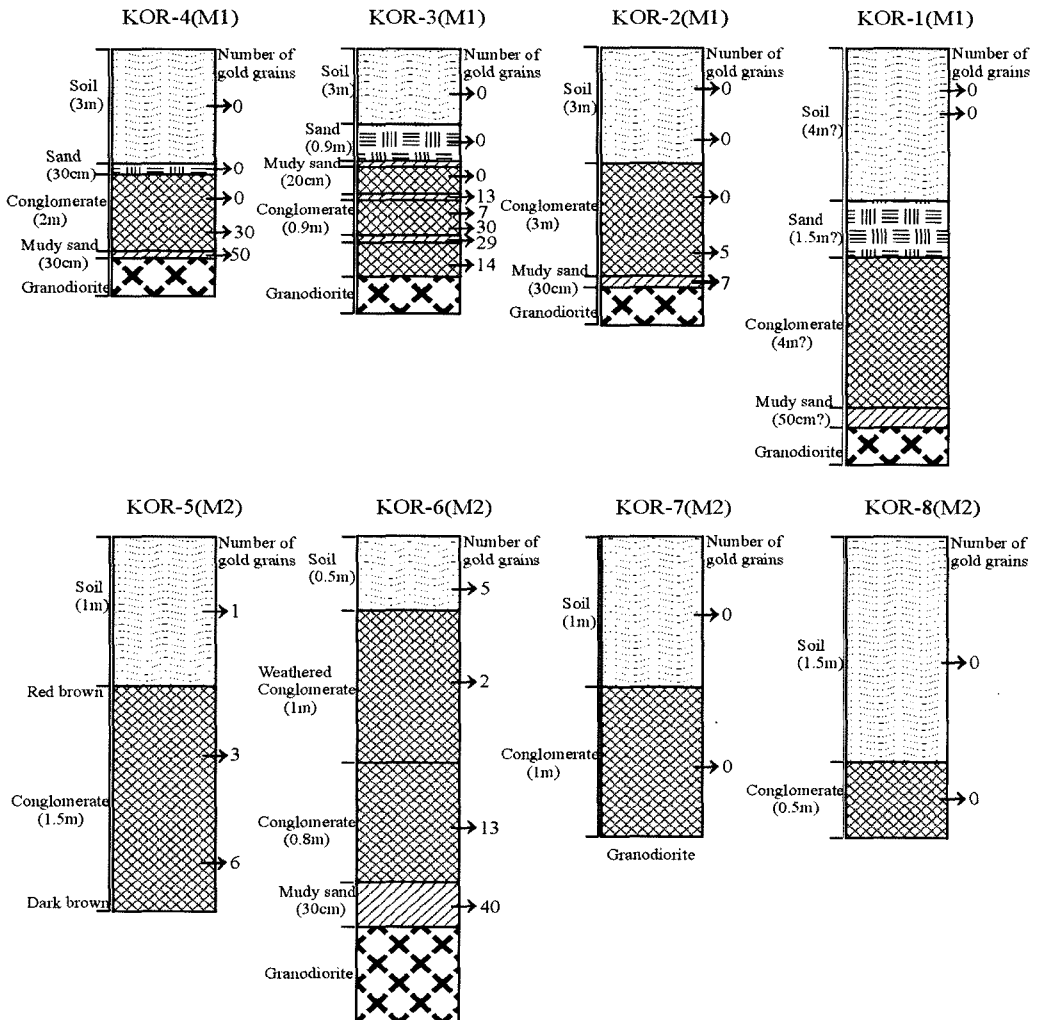 KOR-4(M1)
Number of
gold grains
Soil
(3m)
0
Sand
(30cm)
0
Conglomerate
(2m)
0
30
Mudy sand
(30cm)
50
Granodiorite
KOR-3(M1)
Number of
gold grains
Soil
(3m)
0
Sand
(0.9m)
0
Mudy sand
(20cm)
0
13
Conglomerate
(0.9m)
7
30
29
14
Granodiorite
KOR-2(M1)
Number of
gold grains
Soil
(3m)
0
0
Conglomerate
(3m)
0
5
Mudy sand
(30cm)
7
Granodiorite
KOR-1(M1)
Number of
gold grains
0
0
Soil
(4m?)
Sand
(1.5m?)
Conglomerate
(4m?)
Mudy sand
(50cm?)
Granodiorite
KOR-5(M2)
Number of
gold grains
Soil
(1m)
1
Red brown
3
Conglomerate
(1.5m)
6
Dark brown
KOR-6(M2)
Number of
gold grains
Soil
(0.5m)
5
Weathered
Conglomerate
(1m)
2
Conglomerate
(0.8m)
13
Mudy sand
(30cm)
40
Granodiorite
KOR-7(M2)
Number of
gold grains
Soil
(1m)
0
Conglomerate
(1m)
0
Granodiorite
KOR-8(M2)
Number of
gold grains
Soil
(1.5m)
0
Conglomerate
(0.5m)
0